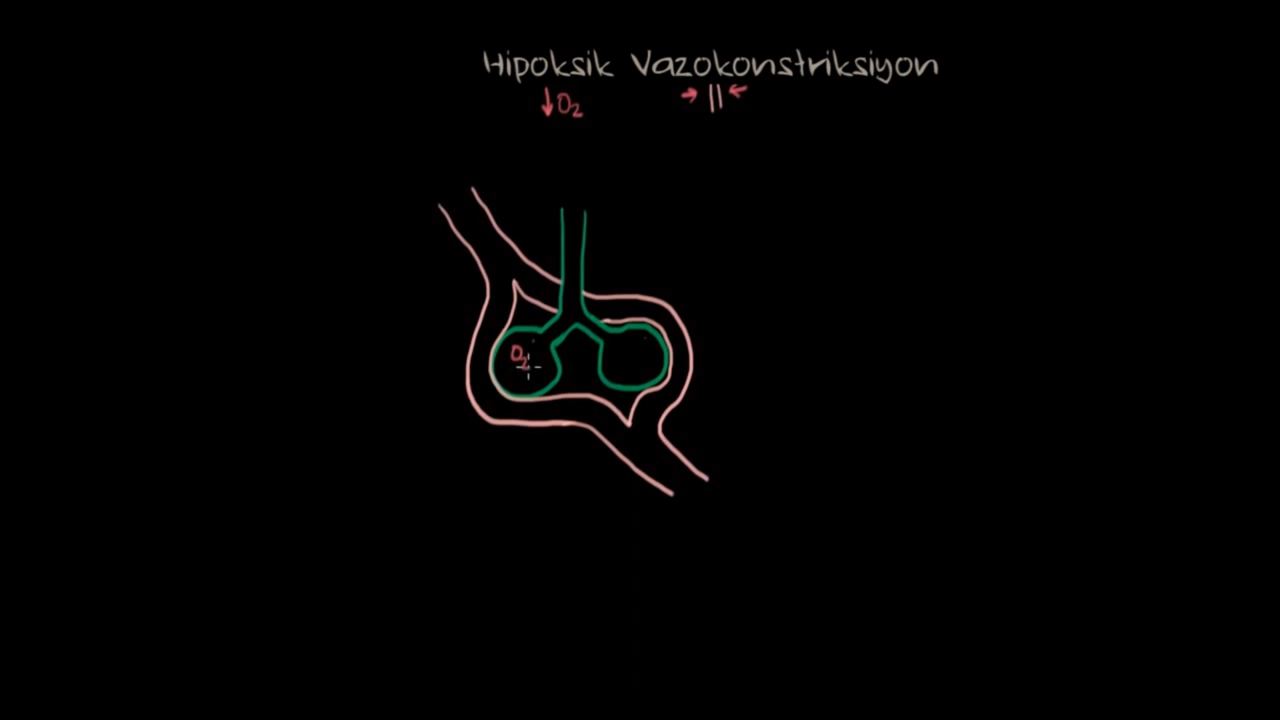 Hipoksik Vazokonstriksiyon
↓O₂ →||←
O₂